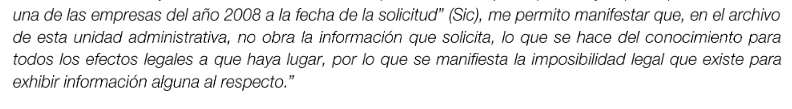 una de las empresas del año 2008 a la fecha de la solicitud” (Sic), me permito manifestar que, en el archivo
de esta unidad administrativa, no obra la información que solicita, lo que se hace del conocimiento para
todos los efectos legales a que haya lugar, por lo que se manifiesta la imposibilidad legal que existe para
exhibir información alguna al respecto.”